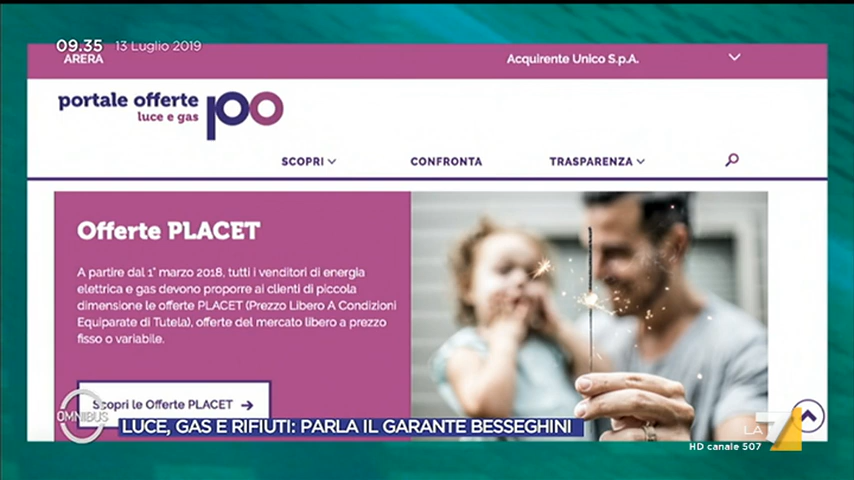 09.35 13 Luglio 2019
ARERA
Acquirente Unico S.p.A.
portale offerte
luce e gas
po
SCOPRI CONFRONTA TRASPARENZA
Offerte PLACET
A partire dal 1° marzo 2018, tutti i venditori di energia
elettrica e gas devono proporre ai clienti di piccola
dimensione le offerte PLACET (Prezzo Libero A Condizioni
Equiparate di Tutela), offerte del mercato libero a prezzo
fisso o variabile.
Scopri le Offerte PLACET →
OMNIBUS
LUCE, GAS E RIFIUTI: PARLA IL GARANTE BESSEGHINI
LA 7
HD canale 507